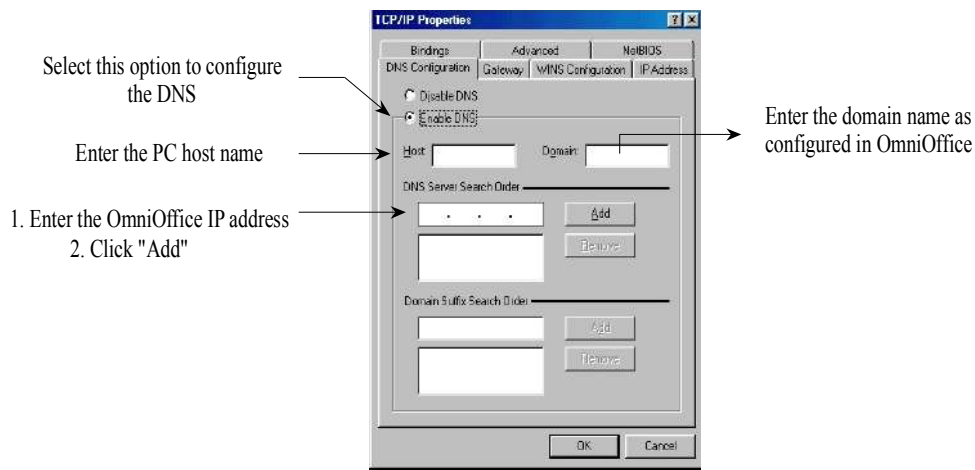 TCP/IP Properties
Bindings Advanced NetBIOS
DNS Configuration Gateway WINS Configuration IP Address
Select this option to configure
the DNS
Disable DNS
Enable DNS
Enter the PC host name
Host: Domain:
Enter the domain name as
configured in OmniOffice
DNS Server Search Order
1. Enter the OmniOffice IP address
2. Click "Add"
. . .
Add
Remove
Domain Suffix Search Order
Add
Remove
OK Cancel